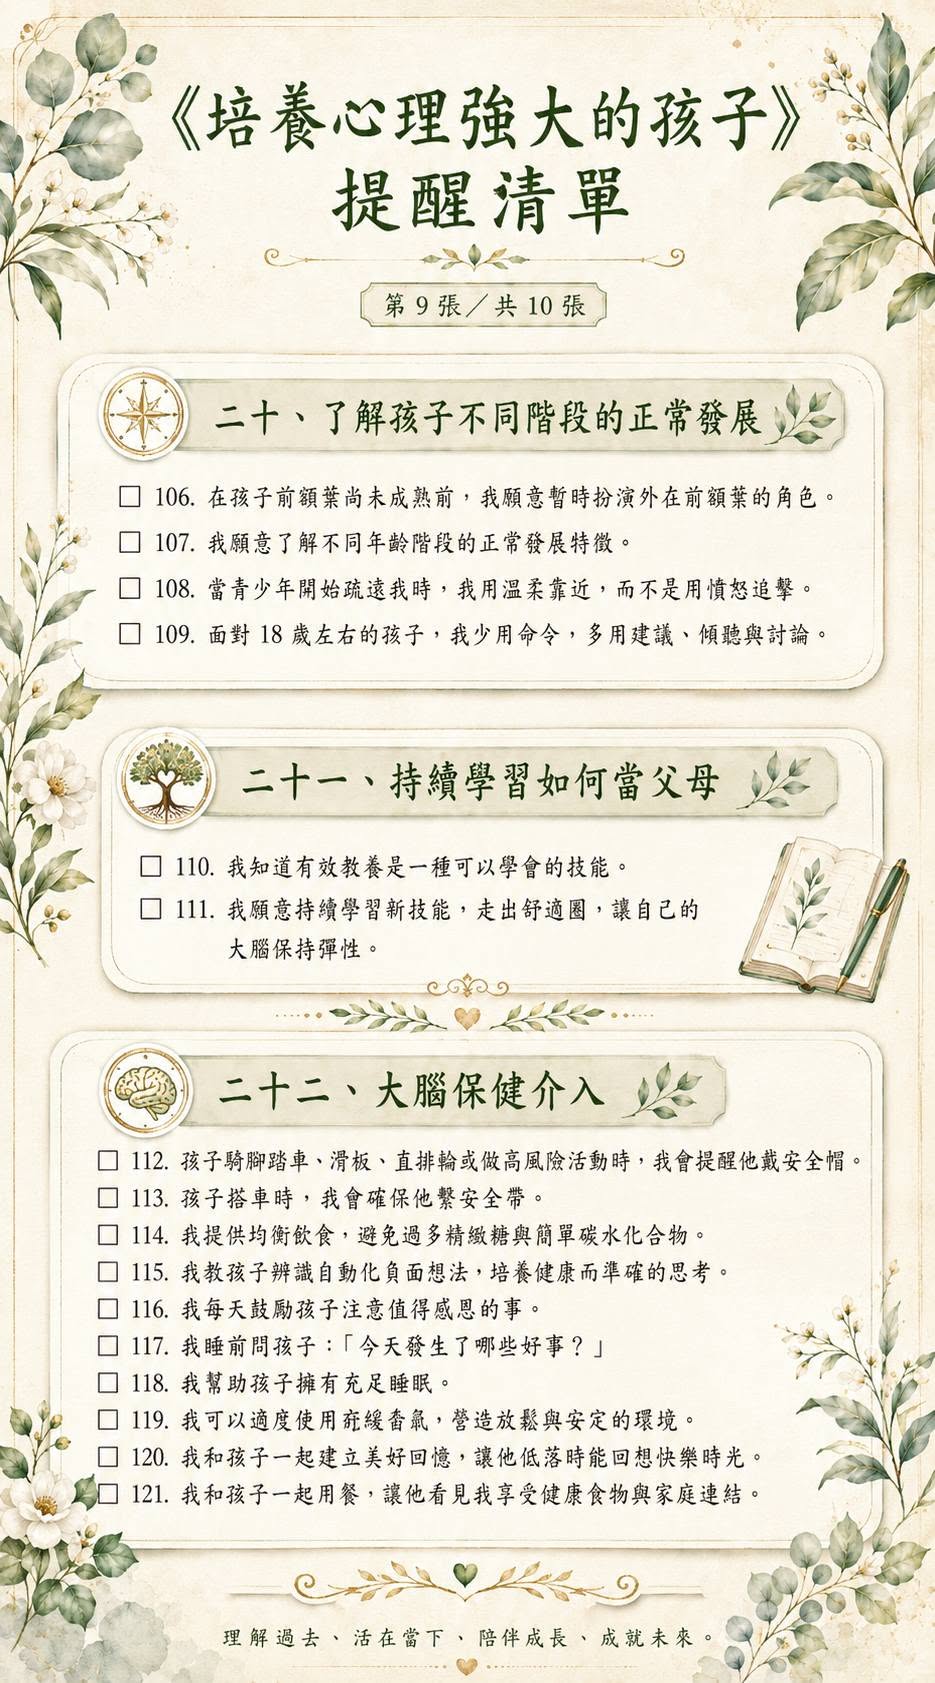 《培養心理強大的孩子》
提醒清單
第 9 張／共 10 張
二十、了解孩子不同階段的正常發展
□ 106. 在孩子前額葉尚未成熟前，我願意暫時扮演外在前額葉的角色。
□ 107. 我願意了解不同年齡階段的正常發展特徵。
□ 108. 當青少年開始疏遠我時，我用溫柔靠近，而不是用憤怒追擊。
□ 109. 面對 18 歲左右的孩子，我少用命令，多用建議、傾聽與討論。
二十一、持續學習如何當父母
□ 110. 我知道有效教養是一種可以學會的技能。
□ 111. 我願意持續學習新技能，走出舒適圈，讓自己的
大腦保持彈性。
二十二、大腦保健介入
□ 112. 孩子騎腳踏車、滑板、直排輪或做高風險活動時，我會提醒他戴安全帽。
□ 113. 孩子搭車時，我會確保他繫安全帶。
□ 114. 我提供均衡飲食，避免過多精緻糖與簡單碳水化合物。
□ 115. 我教孩子辨識自動化負面想法，培養健康而準確的思考。
□ 116. 我每天鼓勵孩子注意值得感恩的事。
□ 117. 我睡前問孩子：「今天發生了哪些好事？」
□ 118. 我幫助孩子擁有充足睡眠。
□ 119. 我可以適度使用緩香氣，營造放鬆與安定的環境。
□ 120. 我和孩子一起建立美好回憶，讓他低落時能回想快樂時光。
□ 121. 我和孩子一起用餐，讓他看見我享受健康食物與家庭連結。
理解過去、活在當下、陪伴成長、成就未來。